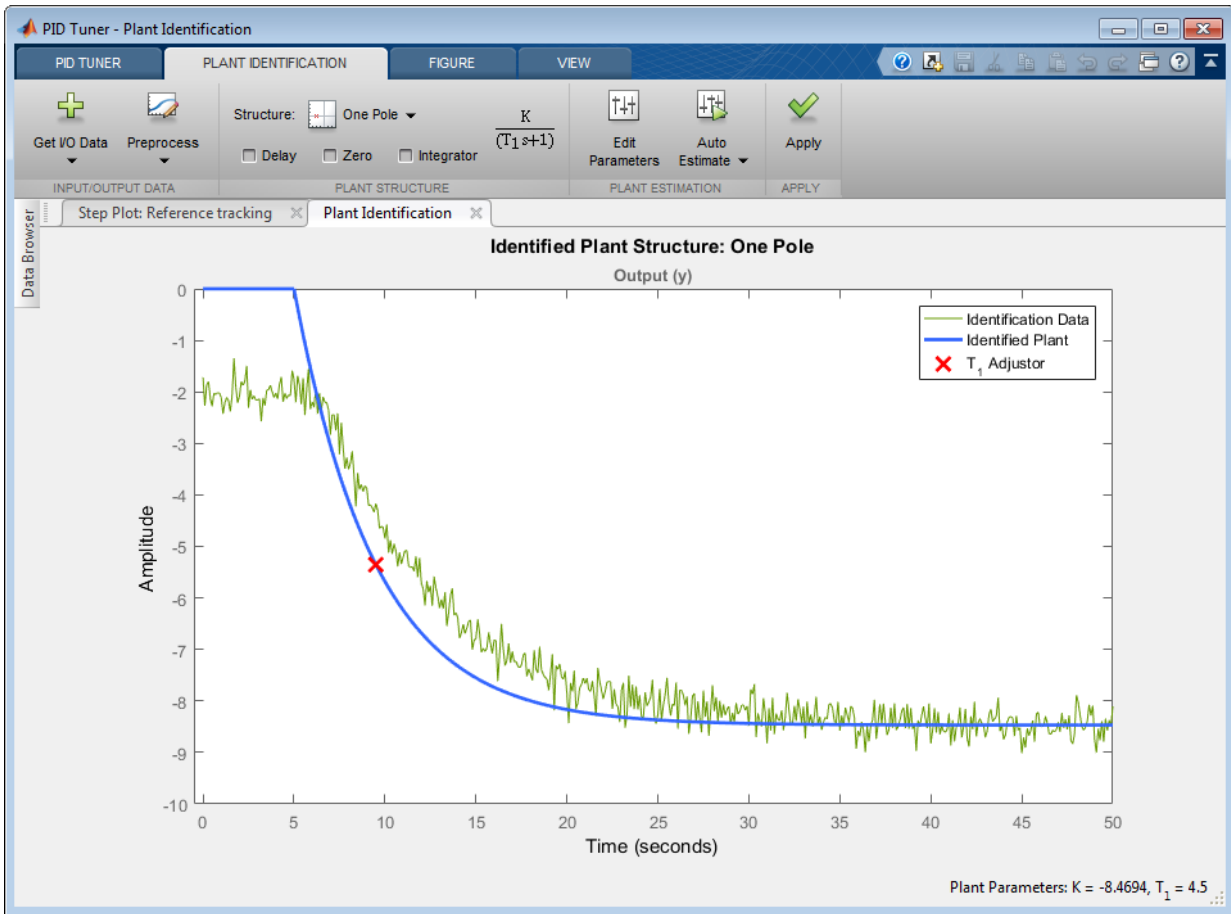 PID Tuner - Plant Identification
PID TUNER
PLANT IDENTIFICATION
FIGURE
VIEW
Get I/O Data
Preprocess
Structure:
One Pole
K
(T1s+1)
Delay
Zero
Integrator
Edit
Parameters
Auto
Estimate
Apply
INPUT/OUTPUT DATA
PLANT STRUCTURE
PLANT ESTIMATION
APPLY
Data Browser
Step Plot: Reference tracking
Plant Identification
Identified Plant Structure: One Pole
Output (y)
Amplitude
0
-1
-2
-3
-4
-5
-6
-7
-8
-9
-10
Identification Data
Identified Plant
T1 Adjustor
0 5 10 15 20 25 30 35 40 45 50
Time (seconds)
Plant Parameters: K = -8.4694, T1 = 4.5